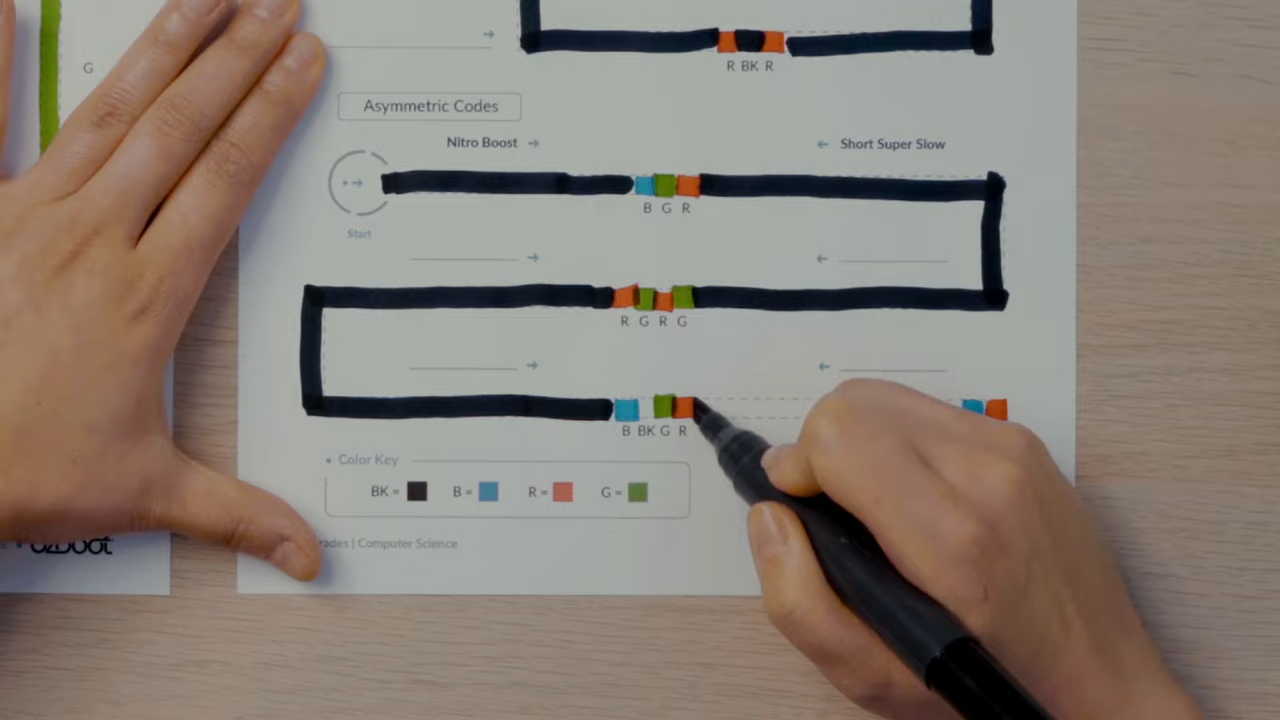 G
R BK R
Asymmetric Codes
Nitro Boost
Short Super Slow
B G R
Start
R G R G
B BK G R
Color Key
BK =
B =
R =
G =
| Computer Science